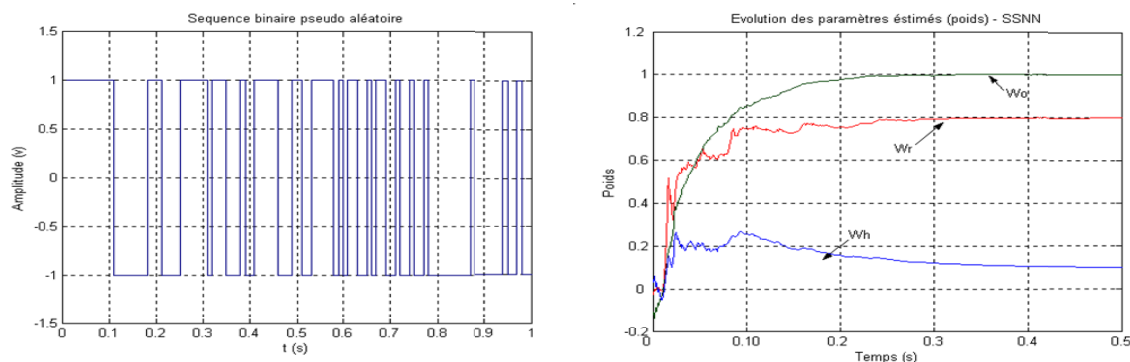 Sequence binaire pseudo aléatoire
Amplitude (v)
1.5
1
0.5
0
-0.5
-1
-1.5
0 0.1 0.2 0.3 0.4 0.5 0.6 0.7 0.8 0.9 1
t (s)
Evolution des paramètres éstimés (poids) - SSNN
Poids
1.2
1
0.8
0.6
0.4
0.2
0
-0.2
Wo
Wr
Wh
0 0.1 0.2 0.3 0.4 0.5
Temps (s)